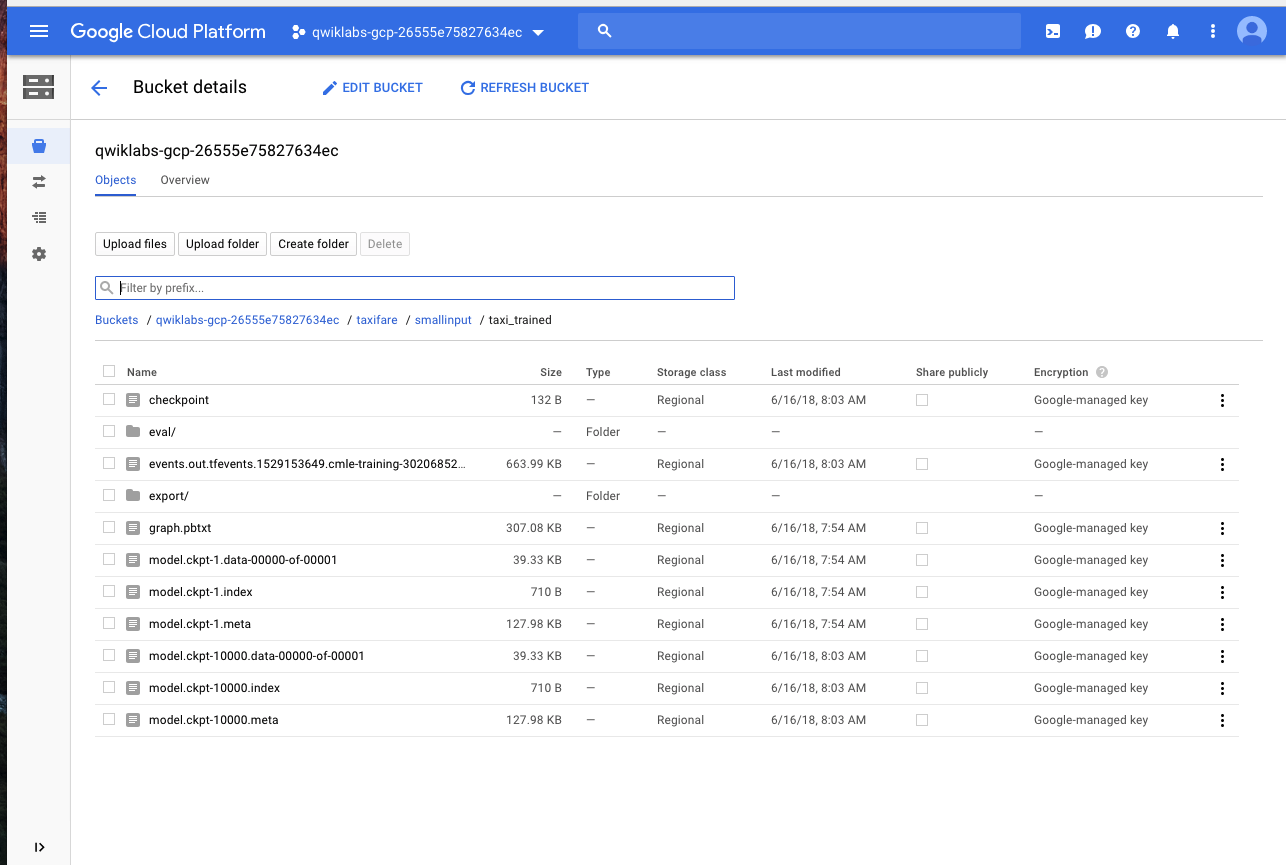 Google Cloud Platform qwiklabs-gcp-26555e75827634ec
Bucket details EDIT BUCKET REFRESH BUCKET
qwiklabs-gcp-26555e75827634ec
Objects Overview
Upload files Upload folder Create folder Delete
Filter by prefix...
Buckets / qwiklabs-gcp-26555e75827634ec / taxifare / smallinput / taxi_trained
Name Size Type Storage class Last modified Share publicly Encryption ?
checkpoint 132 B — Regional 6/16/18, 8:03 AM Google-managed key
eval/ — Folder — — —
events.out.tfevents.1529153649.cmle-training-30206852... 663.99 KB — Regional 6/16/18, 8:03 AM Google-managed key
export/ — Folder — — —
graph.pbtxt 307.08 KB — Regional 6/16/18, 7:54 AM Google-managed key
model.ckpt-1.data-00000-of-00001 39.33 KB — Regional 6/16/18, 7:54 AM Google-managed key
model.ckpt-1.index 710 B — Regional 6/16/18, 7:54 AM Google-managed key
model.ckpt-1.meta 127.98 KB — Regional 6/16/18, 7:54 AM Google-managed key
model.ckpt-10000.data-00000-of-00001 39.33 KB — Regional 6/16/18, 8:03 AM Google-managed key
model.ckpt-10000.index 710 B — Regional 6/16/18, 8:03 AM Google-managed key
model.ckpt-10000.meta 127.98 KB — Regional 6/16/18, 8:03 AM Google-managed key